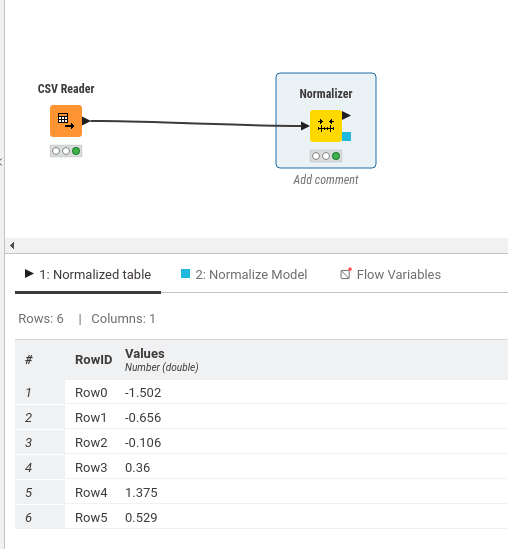 CSV Reader
Normalizer
Add comment
1: Normalized table 2: Normalize Model Flow Variables
Rows: 6 | Columns: 1
# RowID Values
Number (double)
1 Row0 -1.502
2 Row1 -0.656
3 Row2 -0.106
4 Row3 0.36
5 Row4 1.375
6 Row5 0.529